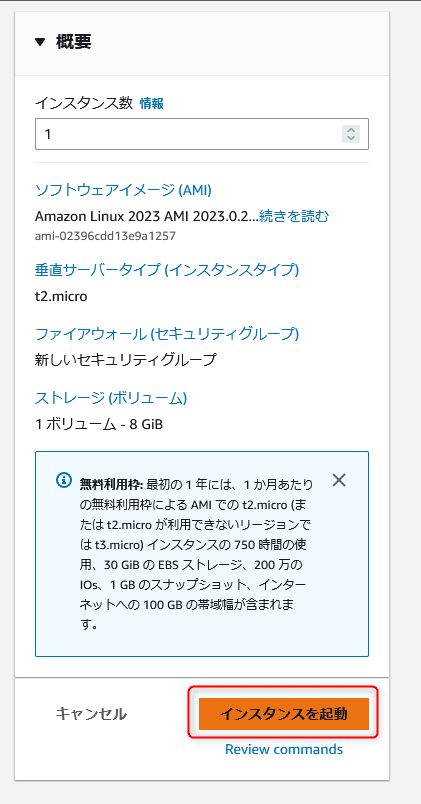 ▼ 概要
インスタンス数 情報
1
ソフトウェアイメージ (AMI)
Amazon Linux 2023 AMI 2023.0.2...続きを読む
ami-02396cdd13e9a1257
垂直サーバータイプ (インスタンスタイプ)
t2.micro
ファイアウォール (セキュリティグループ)
新しいセキュリティグループ
ストレージ (ボリューム)
1 ボリューム - 8 GiB
無料利用枠: 最初の 1 年には、1 か月あたり
の無料利用枠による AMI での t2.micro (ま
たは t2.micro が利用できないリージョンで
は t3.micro) インスタンスの 750 時間の使
用、30 GiB の EBS ストレージ、200 万の
IOs、1 GB のスナップショット、インター
ネットへの 100 GB の帯域幅が含まれま
す。
キャンセル
インスタンスを起動
Review commands